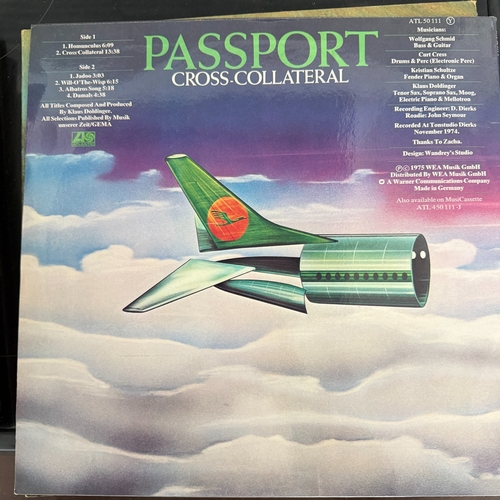 PASSPORT
CROSS-COLLATERAL
Side 1
1. Homunculus 6:09
2. Cross Collateral 13:38
Side 2
1. Jadoo 3:03
2. Will-O'The-Wisp 6:15
3. Albatros Song 5:18
4. Damals 4:38
All Titles Composed And Produced
By Klaus Doldinger.
All Selections Published By Musik
unserer Zeit/GEMA
ATL 50 111 Y
Musicians:
Wolfgang Schmid
Bass & Guitar
Curt Cress
Drums & Perc (Electronic Perc)
Kristian Schultze
Fender Piano & Organ
Klaus Doldinger
Tenor Sax, Soprano Sax, Moog,
Electric Piano & Mellotron
Recording Engineer: D. Dierks
Roadie: John Seymour
Recorded At Tonstudio Dierks
November 1974.
Thanks To Zacha.
Design: Wandrey's Studio
Ⓟ © 1975 WEA Musik GmbH
Distributed By WEA Musik GmbH
A Warner Communications Company
Made in Germany
Also available on MusiCassette
ATL 450 111-J